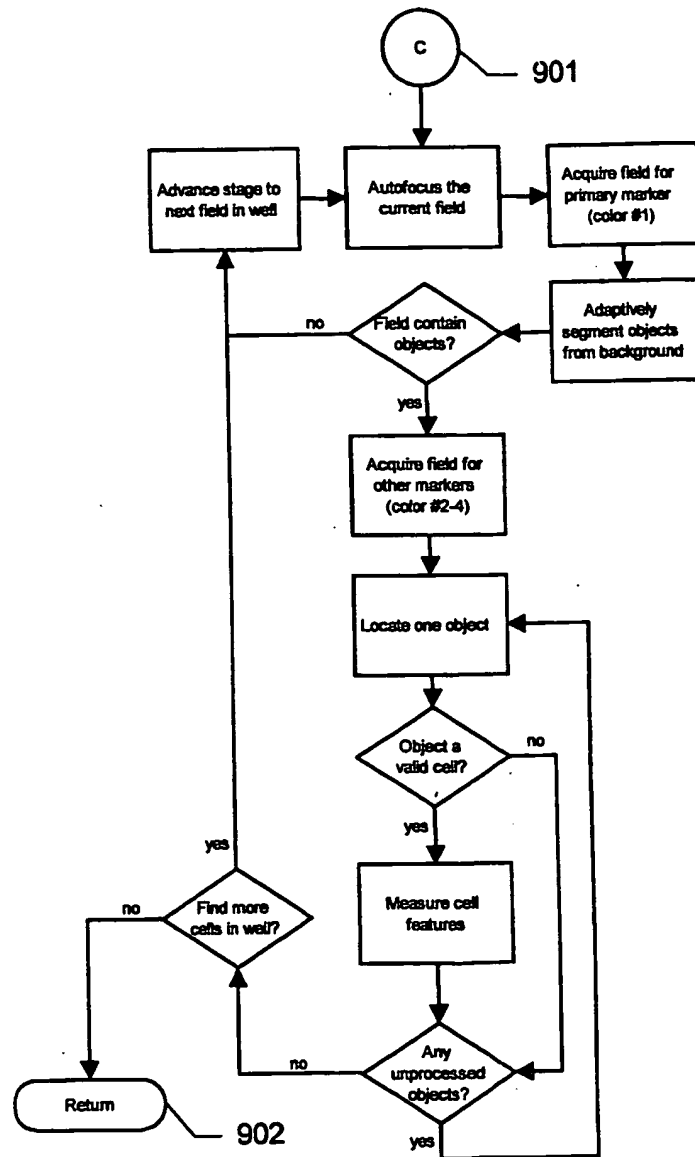 C
901
Advance stage to
next field in well
Autofocus the
current field
Acquire field for
primary marker
(color #1)
Adaptively
segment objects
from background
no
Field contain
objects?
yes
Acquire field for
other markers
(color #2-4)
Locate one object
Object a
valid cell?
no
yes
Measure cell
features
yes
Find more
cells in well?
no
Any
unprocessed
objects?
no
yes
Return
902